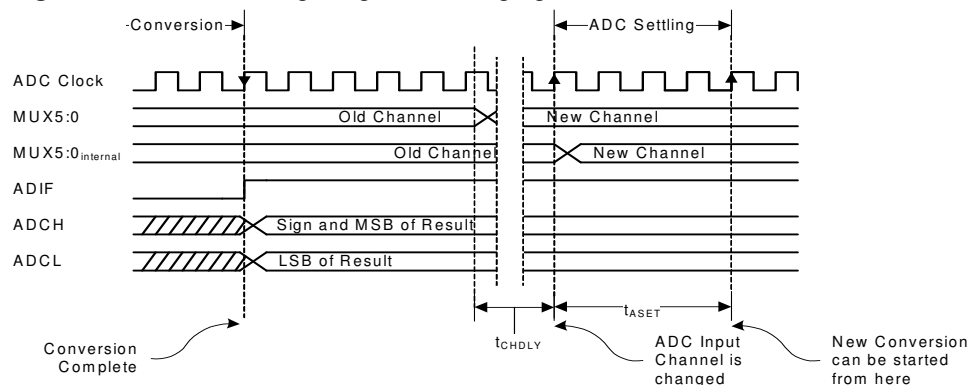 -Conversion
ADC Settling
ADC Clock
MUX5:0
Old Channel
New Channel
MUX5:0internal
Old Channel
New Channel
ADIF
ADCH
Sign and MSB of Result
ADCL
LSB of Result
tCHDLY
tASET
Conversion
Complete
ADC Input
Channel is
changed
New Conversion
can be started
from here